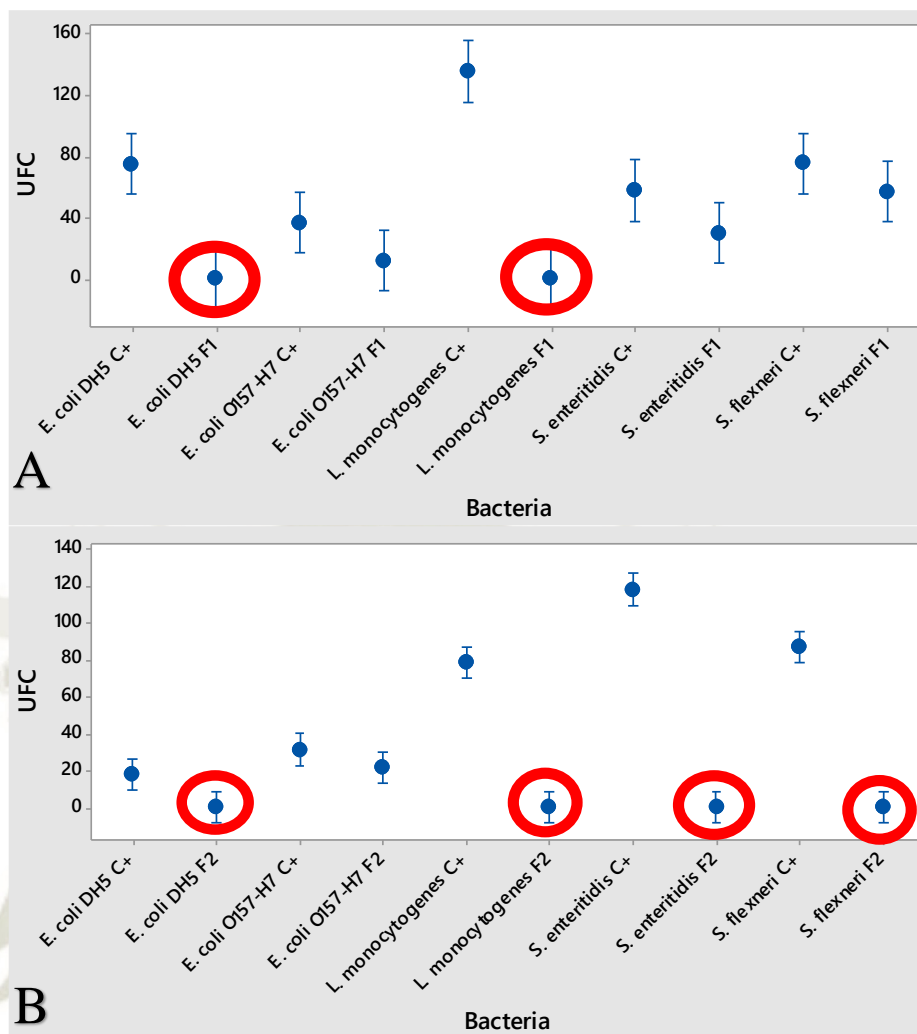 160
120
80
40
0
UFC
E. coli DH5 C+
E. coli DH5 F1
E. coli O157-H7 C+
E. coli O157-H7 F1
L. monocytogenes C+
L. monocytogenes F1
S. enteritidis C+
S. enteritidis F1
S. flexneri C+
S. flexneri F1
A
Bacteria
140
120
100
80
60
40
20
0
UFC
E. coli DH5 C+
E. coli DH5 F2
E. coli O157-H7 C+
E. coli O157-H7 F2
L. monocytogenes C+
L. monocytogenes F2
S. enteritidis C+
S. enteritidis F2
S. flexneri C+
S. flexneri F2
B
Bacteria